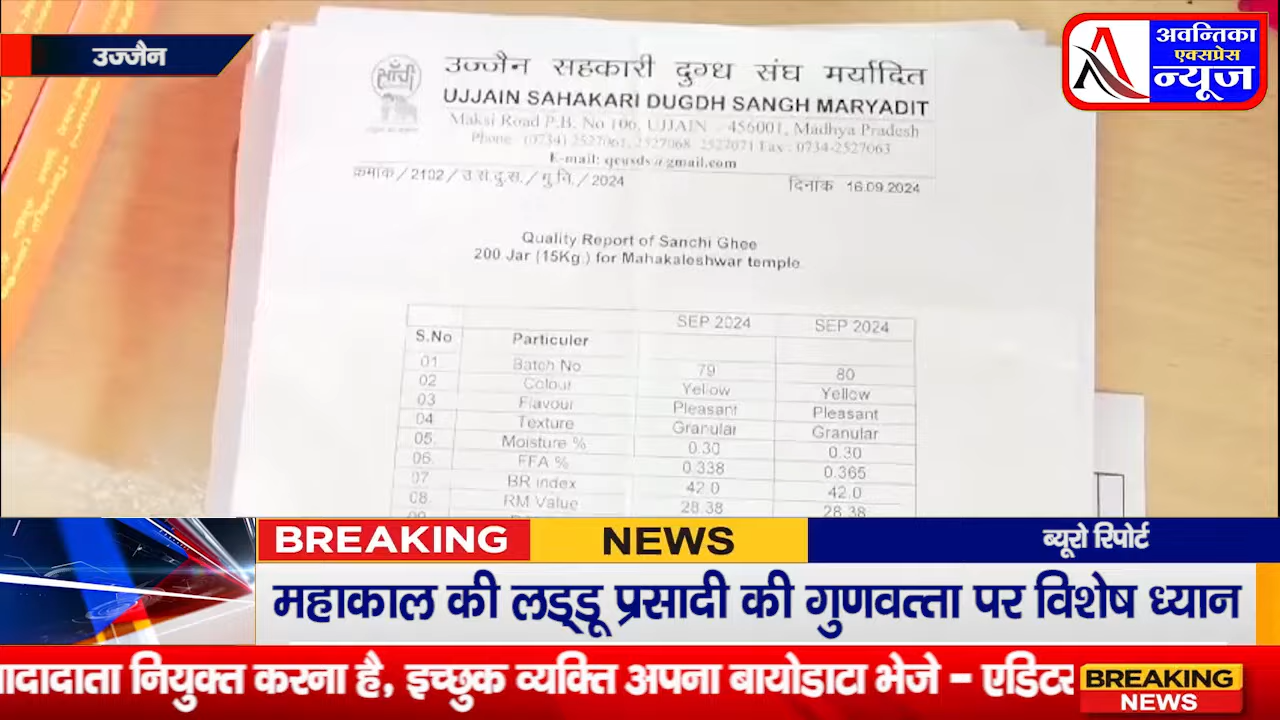 उज्जैन
अवन्तिका
एक्सप्रेस
न्यूज
साँची
उज्जैन सहकारी दुग्ध संघ मर्यादित
UJJAIN SAHAKARI DUGDH SANGH MARYADIT
Maksi Road P.B. No 106, UJJAIN - 456001, Madhya Pradesh
Phone (0734) 2527061, 2527068 2527071 Fax : 0734-2527063
E-mail: qcusds@gmail.com
क्रमांक / 2102 / उ सं.दु.स. / गु नि. / 2024 दिनांक 16.09.2024
Quality Report of Sanchi Ghee
200 Jar (15Kg.) for Mahakaleshwar temple
SEP 2024 SEP 2024
S.No Particuler
01 Batch No 79 80
02 Colour Yellow Yellow
03 Flavour Pleasant Pleasant
04 Texture Granular Granular
05. Moisture % 0.30 0.30
06. FFA % 0.338 0.365
07 BR index 42.0 42.0
08. RM Value 28.38 28.38
BREAKING NEWS ब्यूरो रिपोर्ट
महाकाल की लड्डू प्रसादी की गुणवत्ता पर विशेष ध्यान
ादाता नियुक्त करना है, इच्छुक व्यक्ति अपना बायोडाटा भेजे - एडिटर
BREAKING
NEWS